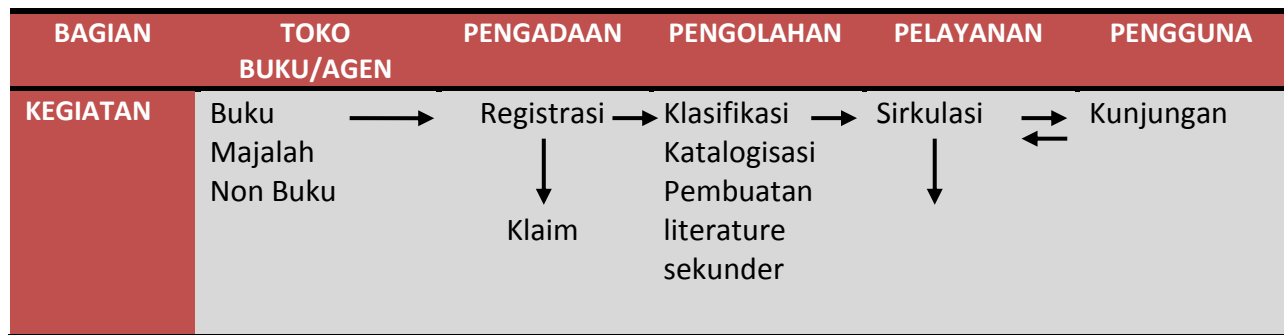 BAGIAN
TOKO
BUKU/AGEN
PENGADAAN
PENGOLAHAN
PELAYANAN
PENGGUNA
KEGIATAN
Buku
Majalah
Non Buku
Registrasi
Klaim
Klasifikasi
Katalogisasi
Pembuatan
literature
sekunder
Sirkulasi
Kunjungan